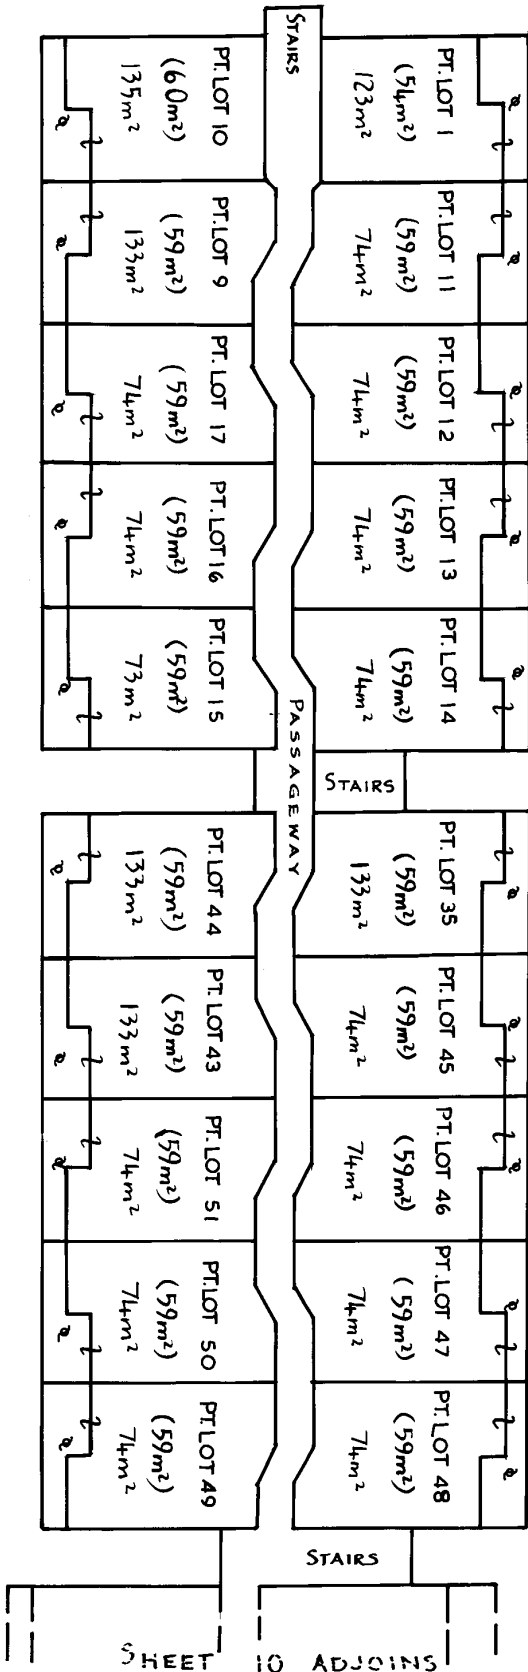 PT. LOT 1
(54m²)
123m²
PT. LOT 11
(59m²)
74m²
PT. LOT 12
(59m²)
74m²
PT. LOT 13
(59m²)
74m²
PT. LOT 14
(59m²)
74m²
STAIRS
PT. LOT 35
(59m²)
133m²
PT. LOT 45
(59m²)
74m²
PT. LOT 46
(59m²)
74m²
PT. LOT 47
(59m²)
74m²
PT. LOT 48
(59m²)
74m²
STAIRS
STAIRS
PASSAGEWAY
PT. LOT 10
(60m²)
135m²
PT. LOT 9
(59m²)
133m²
PT. LOT 17
(59m²)
74m²
PT. LOT 16
(59m²)
74m²
PT. LOT 15
(59m²)
73m²
PT. LOT 44
(59m²)
133m²
PT. LOT 43
(59m²)
133m²
PT. LOT 51
(59m²)
74m²
PT. LOT 50
(59m²)
74m²
PT. LOT 49
(59m²)
74m²
SHEET 10 ADJOINS